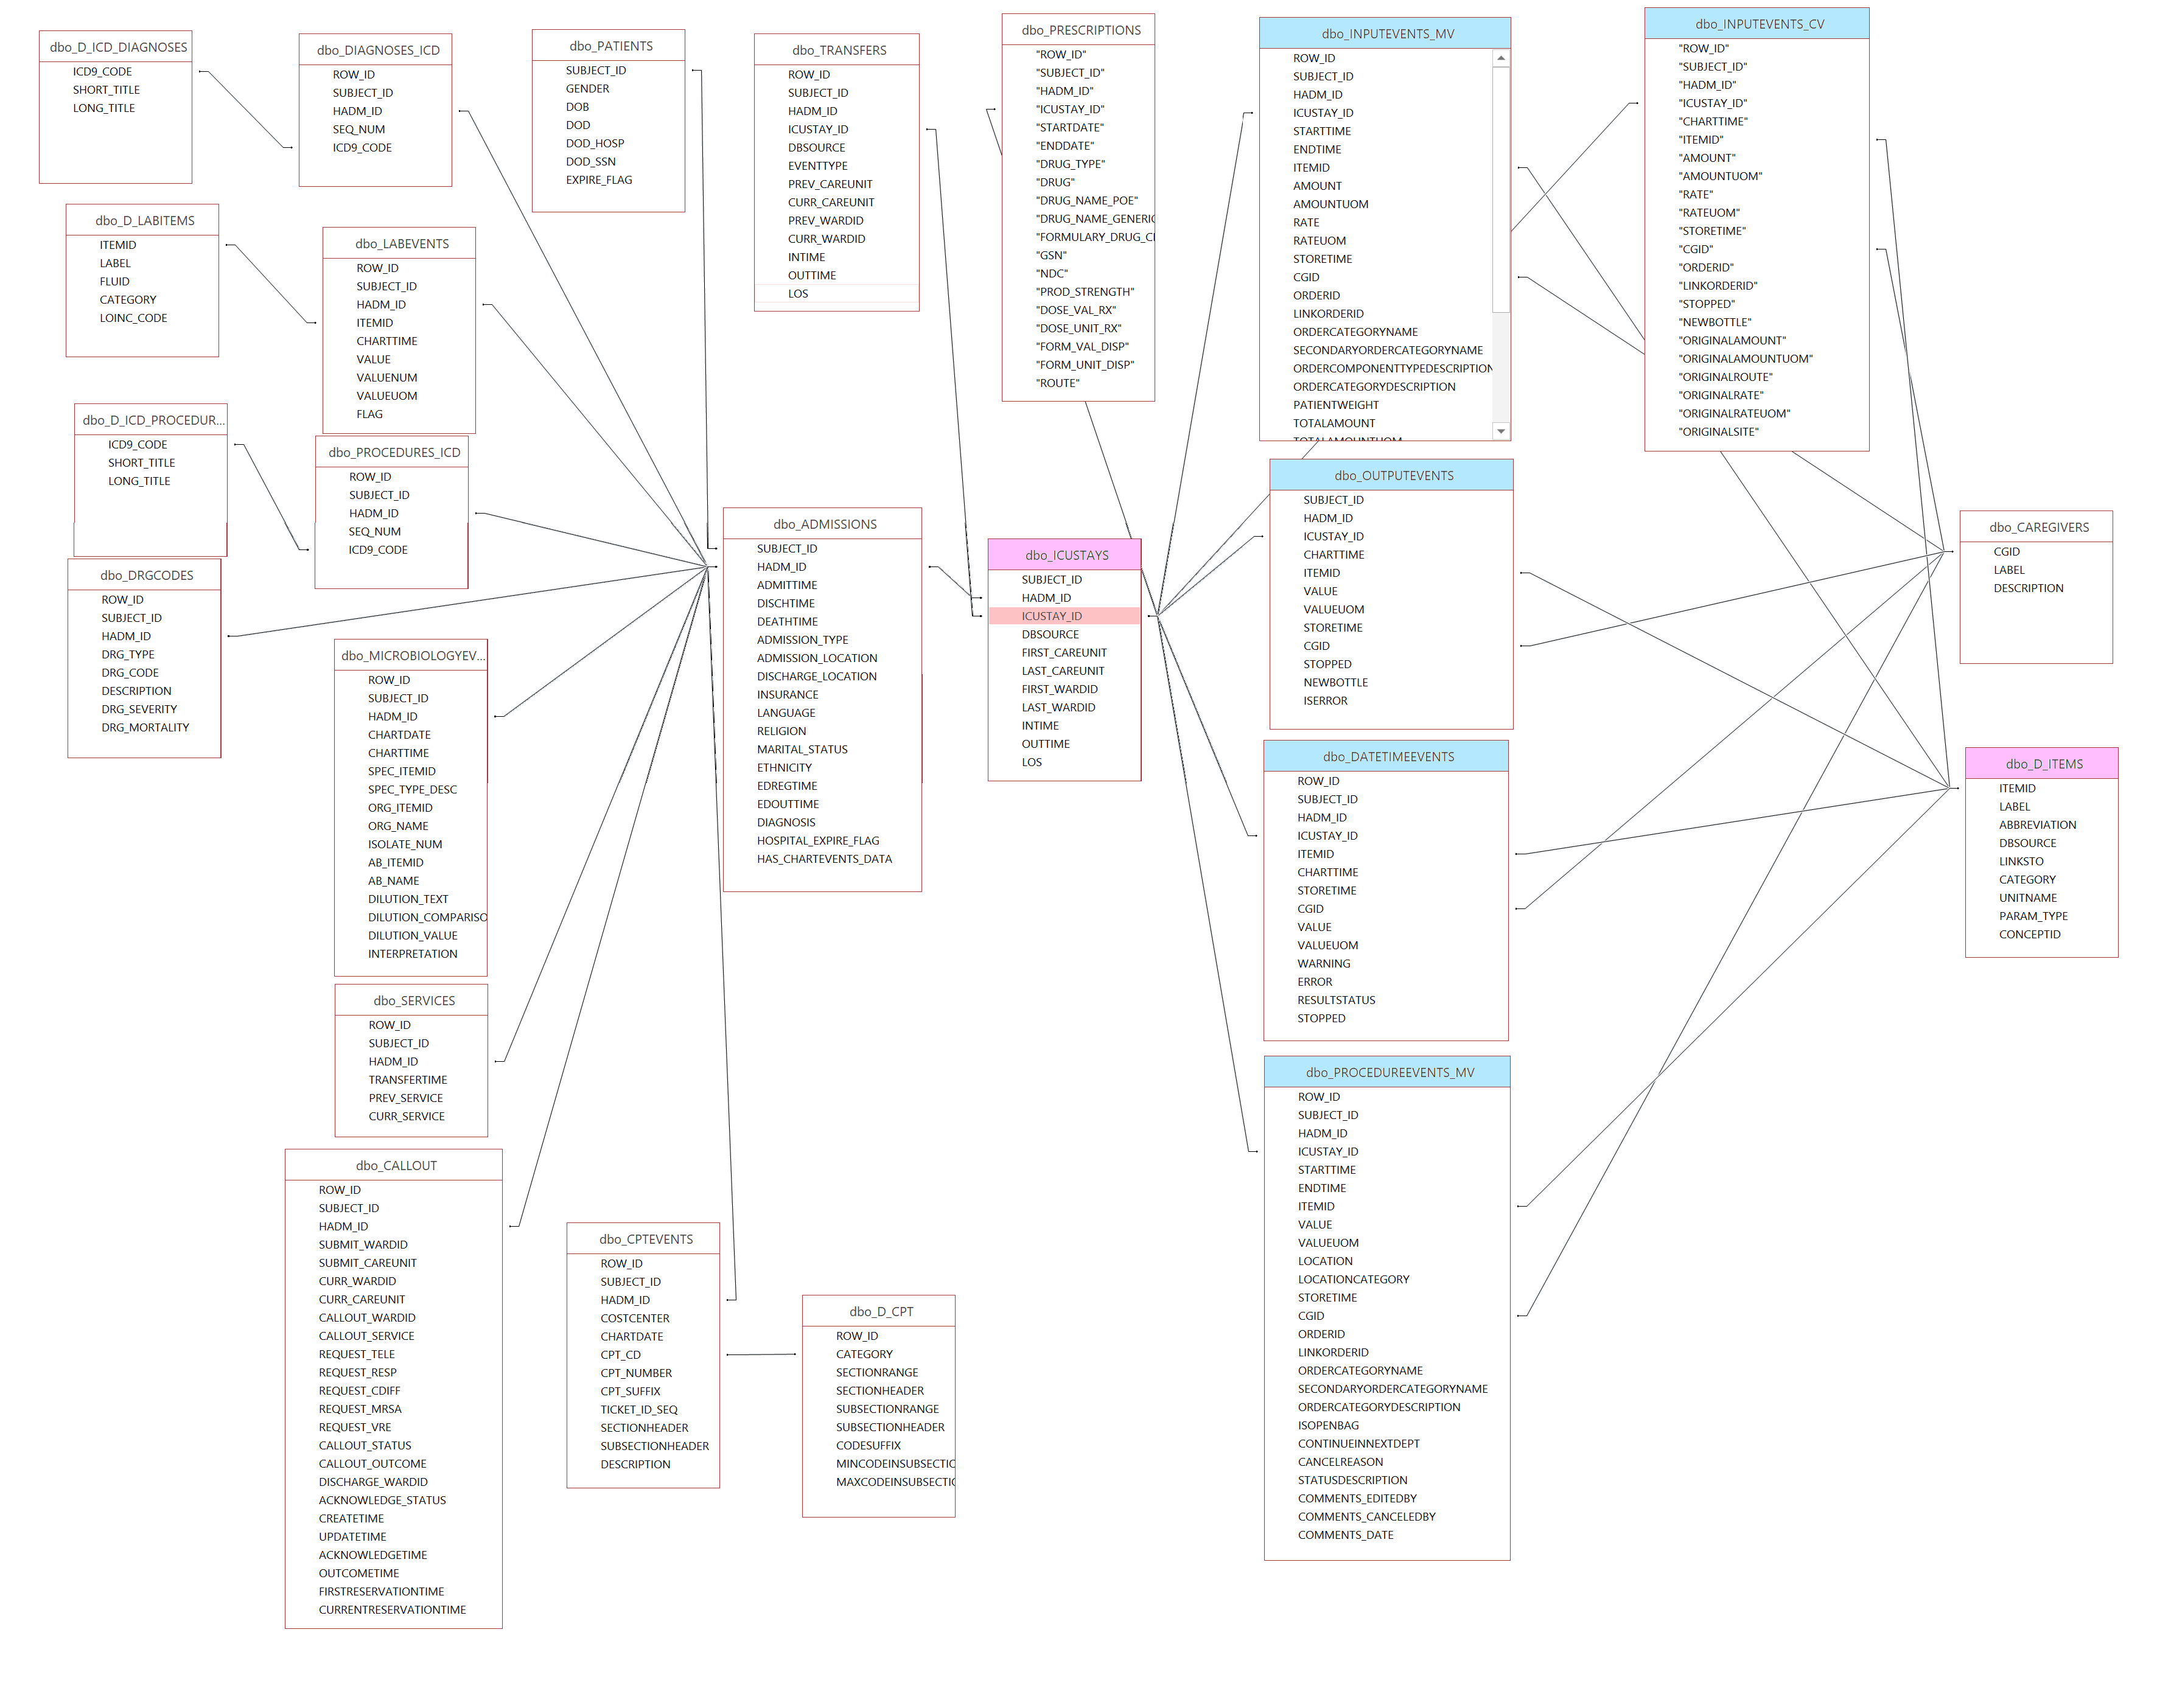 dbo_D_ICD_DIAGNOSES
ICD9_CODE
SHORT_TITLE
LONG_TITLE
dbo_DIAGNOSES_ICD
ROW_ID
SUBJECT_ID
HADM_ID
SEQ_NUM
ICD9_CODE
dbo_PATIENTS
SUBJECT_ID
GENDER
DOB
DOD
DOD_HOSP
DOD_SSN
EXPIRE_FLAG
dbo_TRANSFERS
ROW_ID
SUBJECT_ID
HADM_ID
ICUSTAY_ID
DBSOURCE
EVENTTYPE
PREV_CAREUNIT
CURR_CAREUNIT
PREV_WARDID
CURR_WARDID
INTIME
OUTTIME
LOS
dbo_PRESCRIPTIONS
"ROW_ID"
"SUBJECT_ID"
"HADM_ID"
"ICUSTAY_ID"
"STARTDATE"
"ENDDATE"
"DRUG_TYPE"
"DRUG"
"DRUG_NAME_POE"
"DRUG_NAME_GENERIC
"FORMULARY_DRUG_CI
"GSN"
"NDC"
"PROD_STRENGTH"
"DOSE_VAL_RX"
"DOSE_UNIT_RX"
"FORM_VAL_DISP"
"FORM_UNIT_DISP"
"ROUTE"
dbo_INPUTEVENTS_MV
ROW_ID
SUBJECT_ID
HADM_ID
ICUSTAY_ID
STARTTIME
ENDTIME
ITEMID
AMOUNT
AMOUNTUOM
RATE
RATEUOM
STORETIME
CGID
ORDERID
LINKORDERID
ORDERCATEGORYNAME
SECONDARYORDERCATEGORYNAME
ORDERCOMPONENTTYPEDESCRIPTION
ORDERCATEGORYDESCRIPTION
PATIENTWEIGHT
TOTALAMOUNT
TOTALAMOUNTUOM
dbo_INPUTEVENTS_CV
"ROW_ID"
"SUBJECT_ID"
"HADM_ID"
"ICUSTAY_ID"
"CHARTTIME"
"ITEMID"
"AMOUNT"
"AMOUNTUOM"
"RATE"
"RATEUOM"
"STORETIME"
"CGID"
"ORDERID"
"LINKORDERID"
"STOPPED"
"NEWBOTTLE"
"ORIGINALAMOUNT"
"ORIGINALAMOUNTUOM"
"ORIGINALROUTE"
"ORIGINALRATE"
"ORIGINALRATEUOM"
"ORIGINALSITE"
dbo_D_LABITEMS
ITEMID
LABEL
FLUID
CATEGORY
LOINC_CODE
dbo_LABEVENTS
ROW_ID
SUBJECT_ID
HADM_ID
ITEMID
CHARTTIME
VALUE
VALUENUM
VALUEUOM
FLAG
dbo_D_ICD_PROCEDUR...
ICD9_CODE
SHORT_TITLE
LONG_TITLE
dbo_PROCEDURES_ICD
ROW_ID
SUBJECT_ID
HADM_ID
SEQ_NUM
ICD9_CODE
dbo_DRGCODES
ROW_ID
SUBJECT_ID
HADM_ID
DRG_TYPE
DRG_CODE
DESCRIPTION
DRG_SEVERITY
DRG_MORTALITY
dbo_MICROBIOLOGYEV...
ROW_ID
SUBJECT_ID
HADM_ID
CHARTDATE
CHARTTIME
SPEC_ITEMID
SPEC_TYPE_DESC
ORG_ITEMID
ORG_NAME
ISOLATE_NUM
AB_ITEMID
AB_NAME
DILUTION_TEXT
DILUTION_COMPARISO
DILUTION_VALUE
INTERPRETATION
dbo_ADMISSIONS
SUBJECT_ID
HADM_ID
ADMITTIME
DISCHTIME
DEATHTIME
ADMISSION_TYPE
ADMISSION_LOCATION
DISCHARGE_LOCATION
INSURANCE
LANGUAGE
RELIGION
MARITAL_STATUS
ETHNICITY
EDREGTIME
EDOUTTIME
DIAGNOSIS
HOSPITAL_EXPIRE_FLAG
HAS_CHARTEVENTS_DATA
dbo_ICUSTAYS
SUBJECT_ID
HADM_ID
ICUSTAY_ID
DBSOURCE
FIRST_CAREUNIT
LAST_CAREUNIT
FIRST_WARDID
LAST_WARDID
INTIME
OUTTIME
LOS
dbo_OUTPUTEVENTS
SUBJECT_ID
HADM_ID
ICUSTAY_ID
CHARTTIME
ITEMID
VALUE
VALUEUOM
STORETIME
CGID
STOPPED
NEWBOTTLE
ISERROR
dbo_CAREGIVERS
CGID
LABEL
DESCRIPTION
dbo_DATETIMEEVENTS
ROW_ID
SUBJECT_ID
HADM_ID
ICUSTAY_ID
ITEMID
CHARTTIME
STORETIME
CGID
VALUE
VALUEUOM
WARNING
ERROR
RESULTSTATUS
STOPPED
dbo_D_ITEMS
ITEMID
LABEL
ABBREVIATION
DBSOURCE
LINKSTO
CATEGORY
UNITNAME
PARAM_TYPE
CONCEPTID
dbo_SERVICES
ROW_ID
SUBJECT_ID
HADM_ID
TRANSFERTIME
PREV_SERVICE
CURR_SERVICE
dbo_CALLOUT
ROW_ID
SUBJECT_ID
HADM_ID
SUBMIT_WARDID
SUBMIT_CAREUNIT
CURR_WARDID
CURR_CAREUNIT
CALLOUT_WARDID
CALLOUT_SERVICE
REQUEST_TELE
REQUEST_RESP
REQUEST_CDIFF
REQUEST_MRSA
REQUEST_VRE
CALLOUT_STATUS
CALLOUT_OUTCOME
DISCHARGE_WARDID
ACKNOWLEDGE_STATUS
CREATETIME
UPDATETIME
ACKNOWLEDGETIME
OUTCOMETIME
FIRSTRESERVATIONTIME
CURRENTRESERVATIONTIME
dbo_CPTEVENTS
ROW_ID
SUBJECT_ID
HADM_ID
COSTCENTER
CHARTDATE
CPT_CD
CPT_NUMBER
CPT_SUFFIX
TICKET_ID_SEQ
SECTIONHEADER
SUBSECTIONHEADER
DESCRIPTION
dbo_D_CPT
ROW_ID
CATEGORY
SECTIONRANGE
SECTIONHEADER
SUBSECTIONRANGE
SUBSECTIONHEADER
CODESUFFIX
MINCODEINSUBSECTIC
MAXCODEINSUBSECTIC
dbo_PROCEDUREEVENTS_MV
ROW_ID
SUBJECT_ID
HADM_ID
ICUSTAY_ID
STARTTIME
ENDTIME
ITEMID
VALUE
VALUEUOM
LOCATION
LOCATIONCATEGORY
STORETIME
CGID
ORDERID
LINKORDERID
ORDERCATEGORYNAME
SECONDARYORDERCATEGORYNAME
ORDERCATEGORYDESCRIPTION
ISOPENBAG
CONTINUEINNEXTDEPT
CANCELREASON
STATUSDESCRIPTION
COMMENTS_EDITEDBY
COMMENTS_CANCELEDBY
COMMENTS_DATE